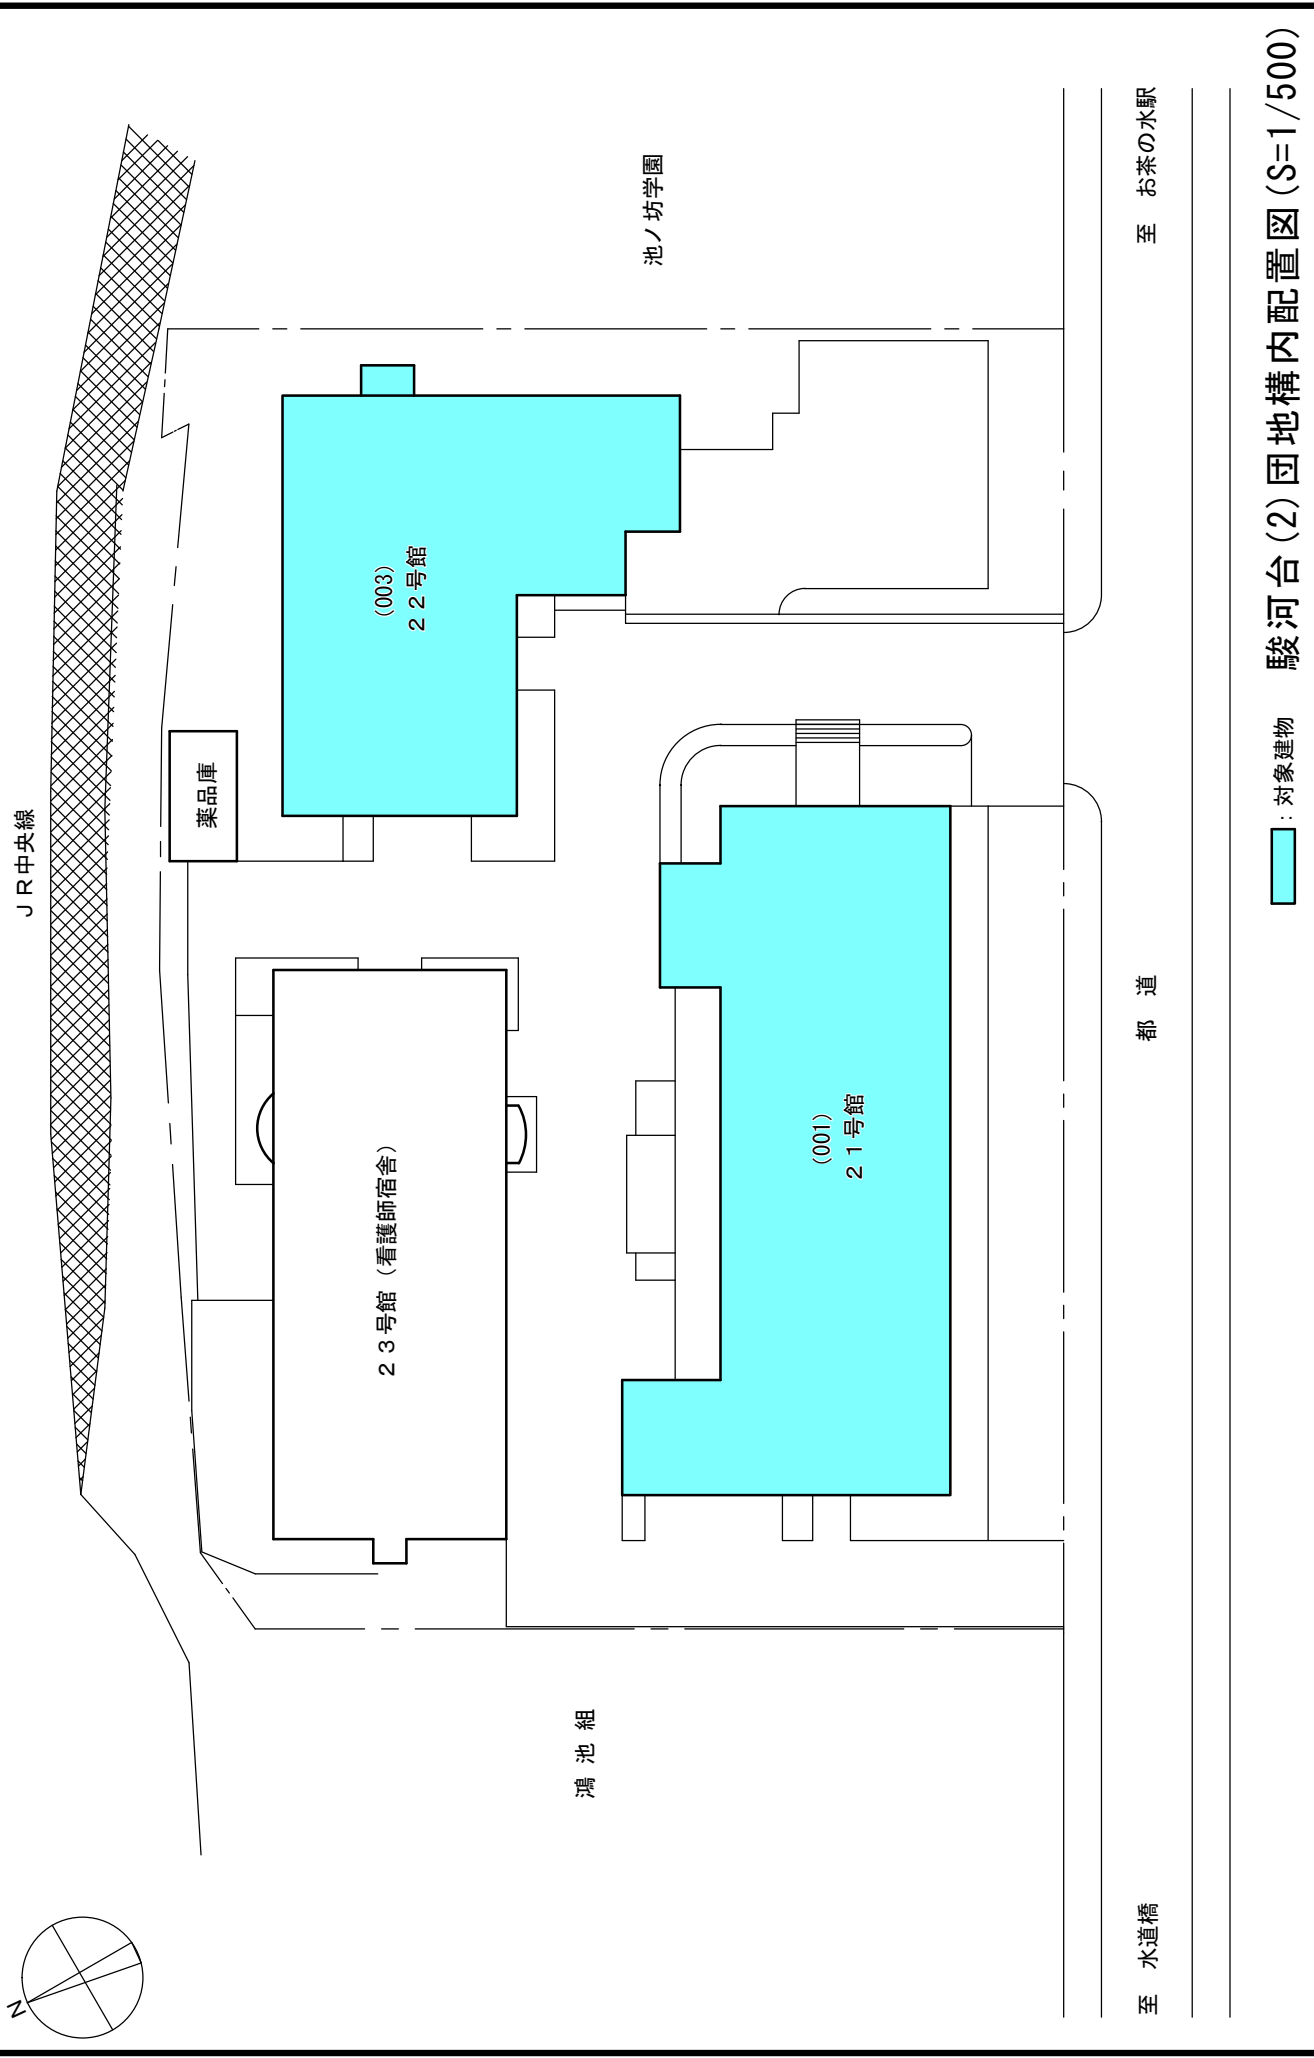 N
JR中央線
池ノ坊学園
(003)
22号館
薬品庫
23号館(看護師宿舎)
(001)
21号館
鴻池組
至 お茶の水駅
都 道
至 水道橋
駿河台(2)団地構内配置図(S=1/500)
:対象建物